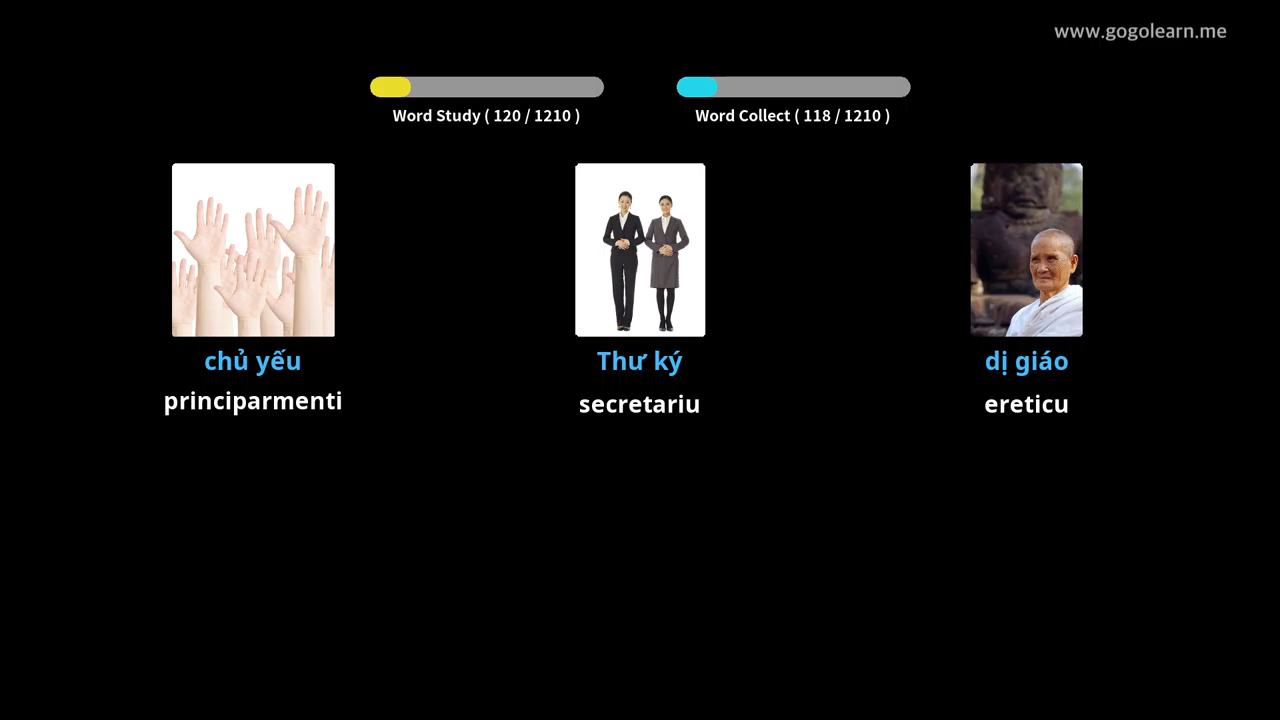 www.gogolearn.me
Word Study ( 120 / 1210 )
Word Collect ( 118 / 1210 )
chủ yếu
principarmenti
Thư ký
secretariu
dị giáo
ereticu